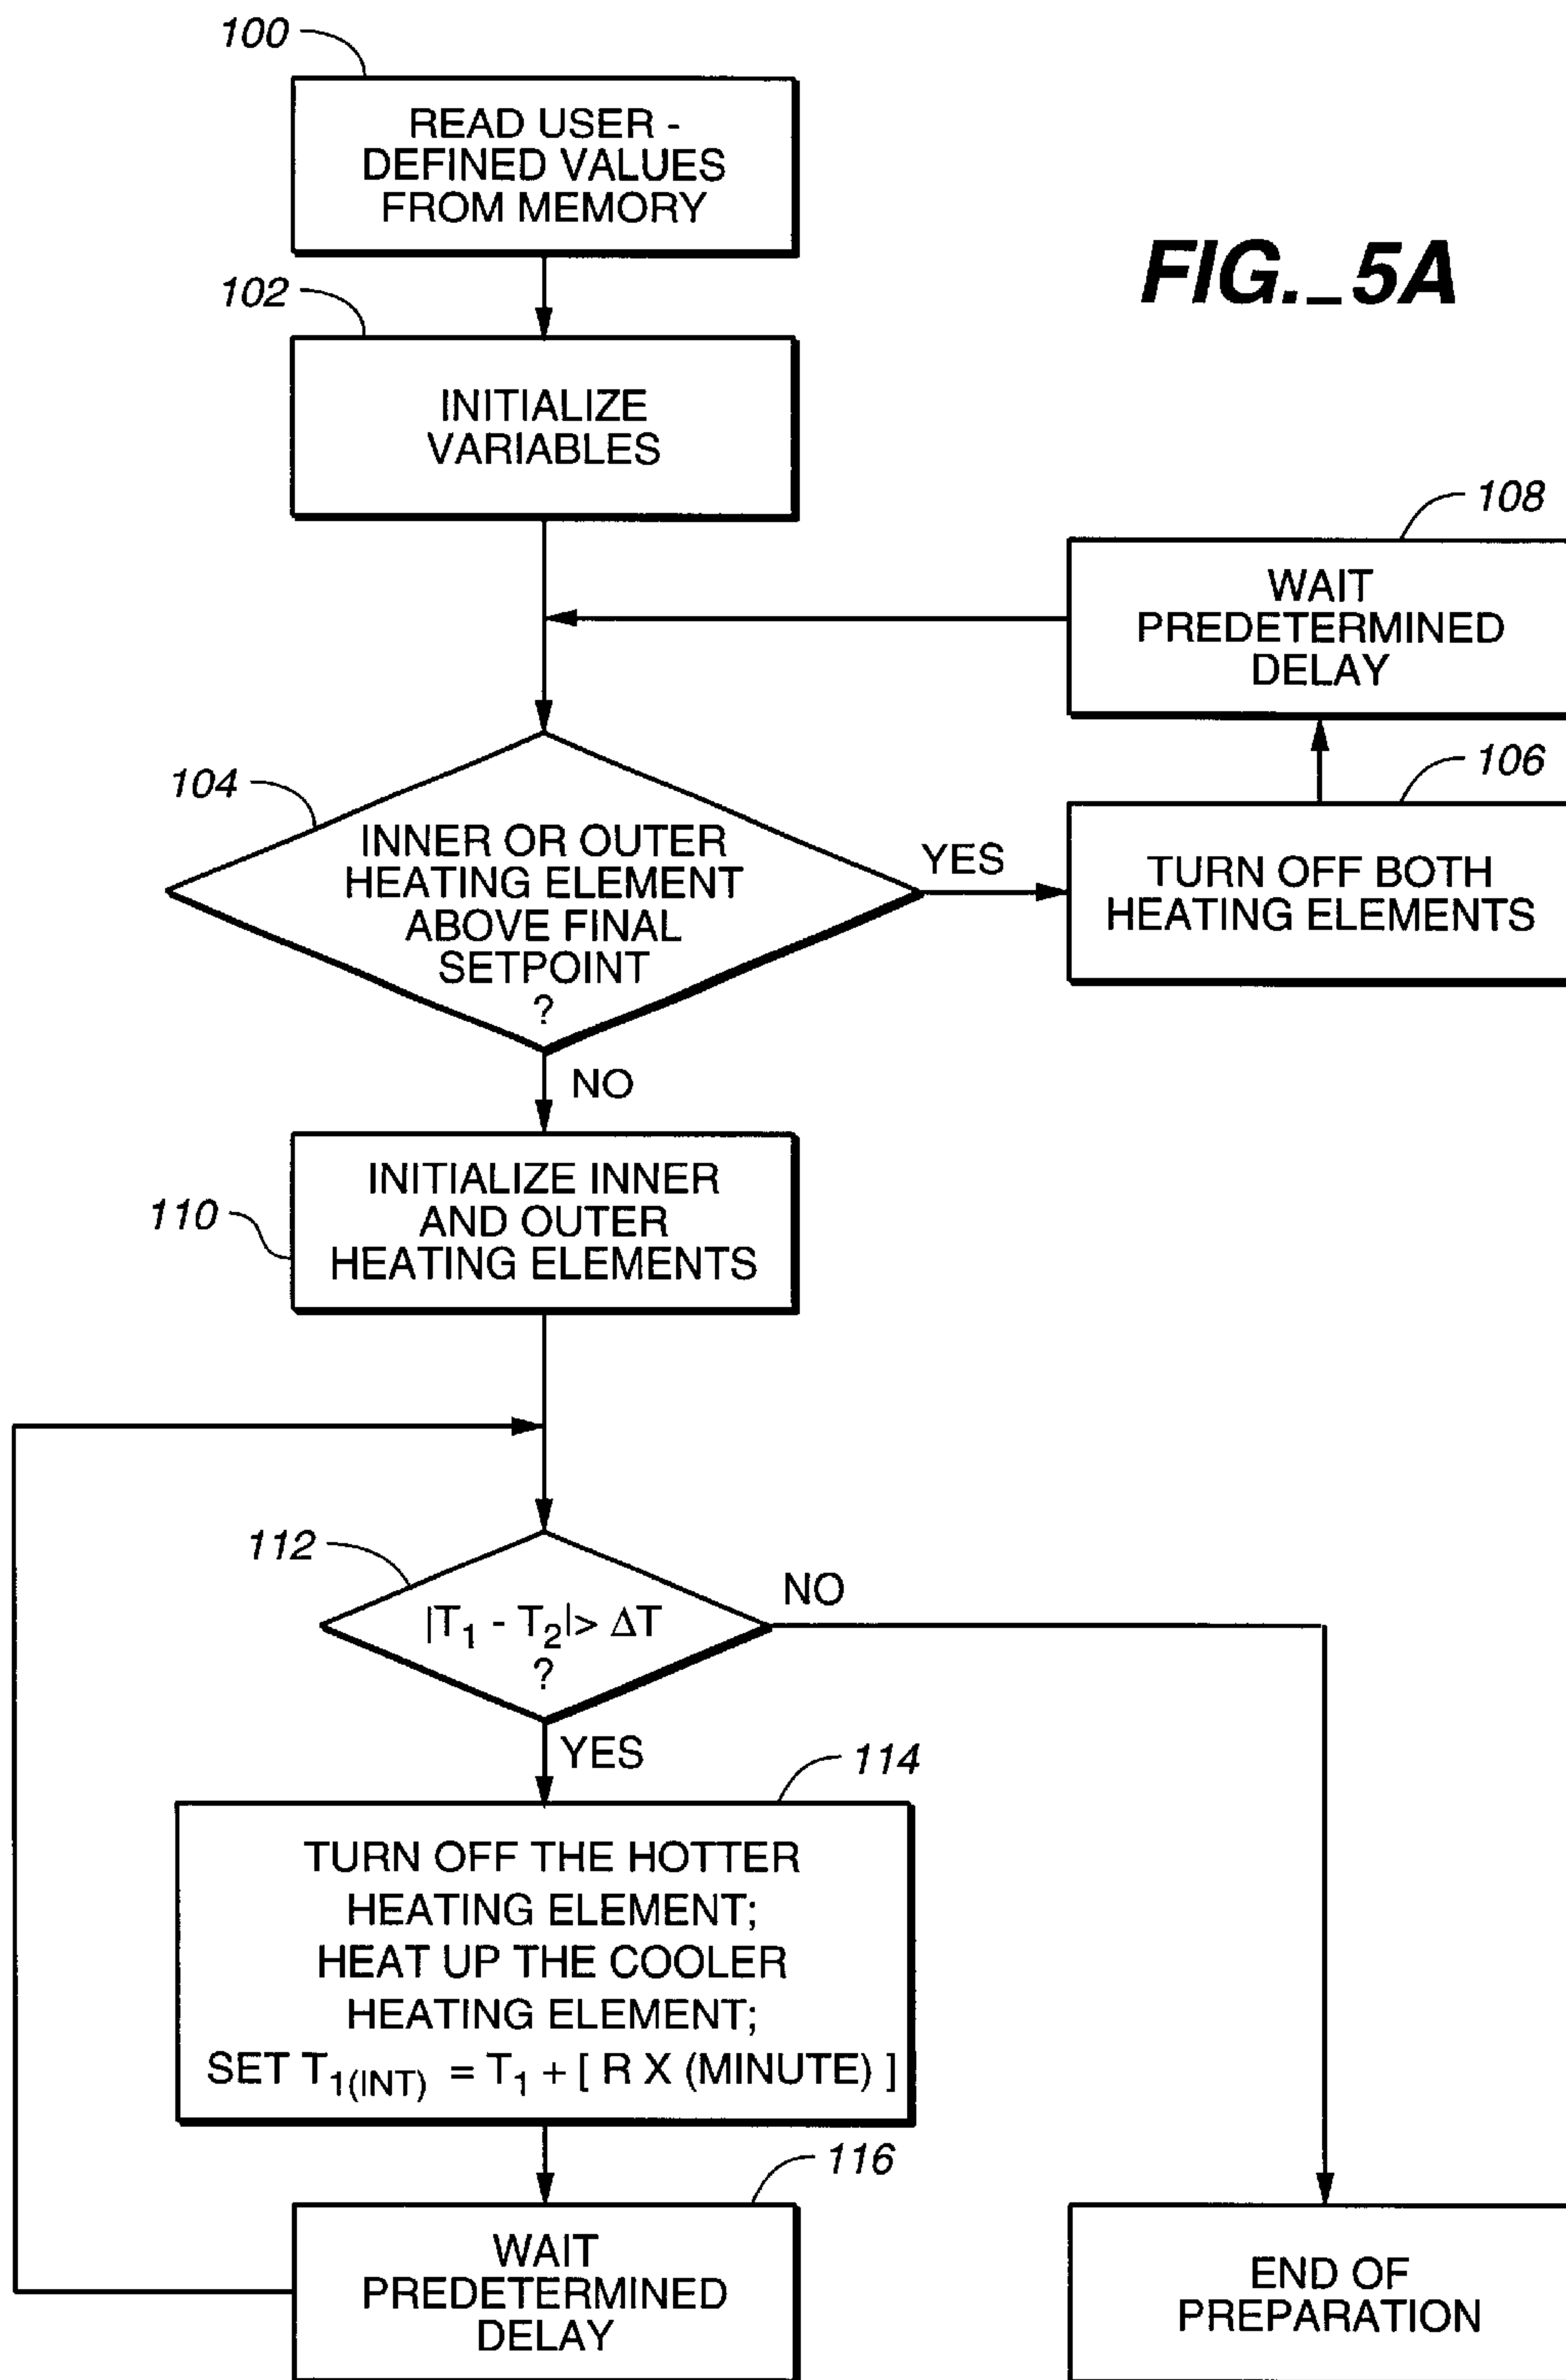 100
READ USER -
DEFINED VALUES
FROM MEMORY
FIG._5A
102
INITIALIZE
VARIABLES
108
WAIT
PREDETERMINED
DELAY
104
INNER OR OUTER
HEATING ELEMENT
ABOVE FINAL
SETPOINT
?
YES
106
TURN OFF BOTH
HEATING ELEMENTS
NO
110
INITIALIZE INNER
AND OUTER
HEATING ELEMENTS
112
|T1 - T2|> ΔT
?
NO
YES
114
TURN OFF THE HOTTER
HEATING ELEMENT;
HEAT UP THE COOLER
HEATING ELEMENT;
SET T1(INT) = T1 + [ R X (MINUTE) ]
116
WAIT
PREDETERMINED
DELAY
END OF
PREPARATION